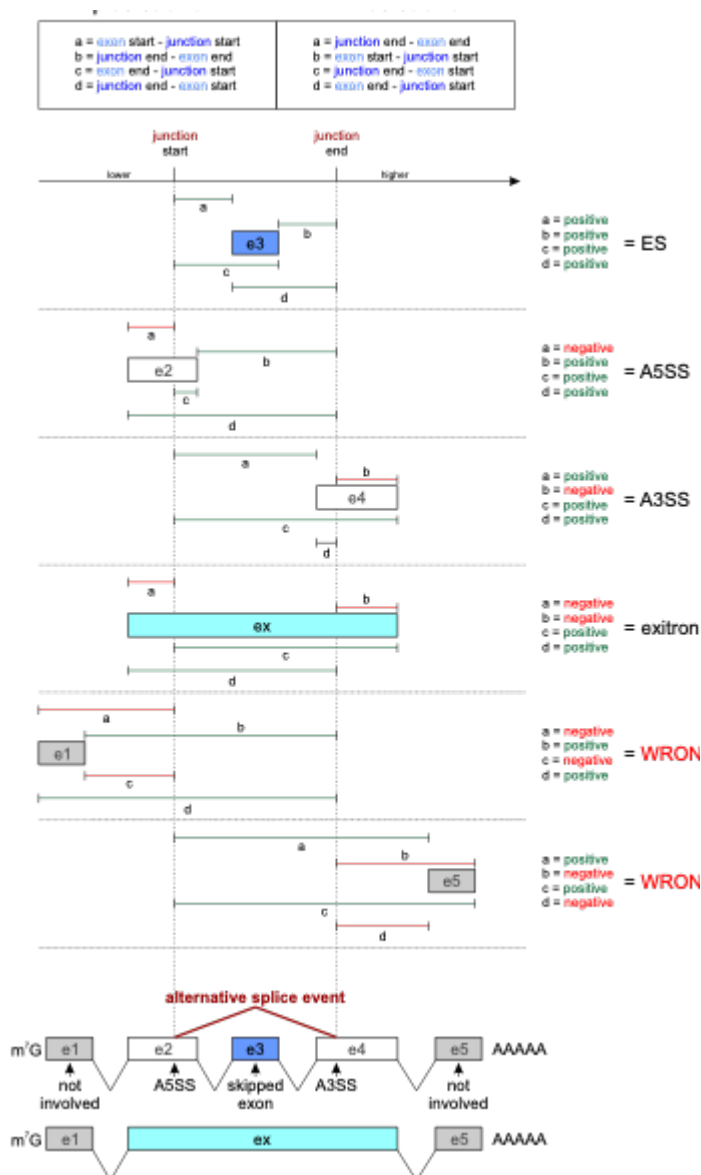 a = exon start - junction start
b = junction end - exon end
c = exon end - junction start
d = junction end - exon start
a = junction end - exon end
b = exon start - junction start
c = junction end - exon start
d = exon end - junction start
junction
start
junction
end
lower
higher
a
b
e3
c
d
a = positive
b = positive
c = positive
d = positive
= ES
a
b
e2
c
d
a = negative
b = positive
c = positive
d = positive
= A5SS
a
b
e4
c
d
a = positive
b = negative
c = positive
d = positive
= A3SS
a
b
ex
c
d
a = negative
b = negative
c = positive
d = positive
= exitron
a
b
e1
c
d
a = negative
b = positive
c = negative
d = positive
= WRON
a
b
e5
c
d
a = positive
b = negative
c = positive
d = negative
= WRON
alternative splice event
m⁷G e1 e2 e3 e4 e5 AAAAA
not involved
A5SS
skipped exon
A3SS
not involved
m⁷G e1 ex e5 AAAAA